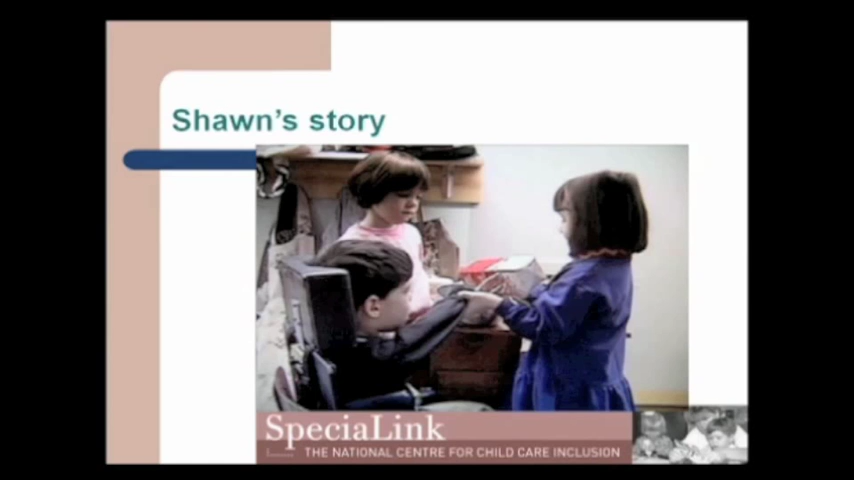 Shawn's story
SpeciaLink
THE NATIONAL CENTRE FOR CHILD CARE INCLUSION